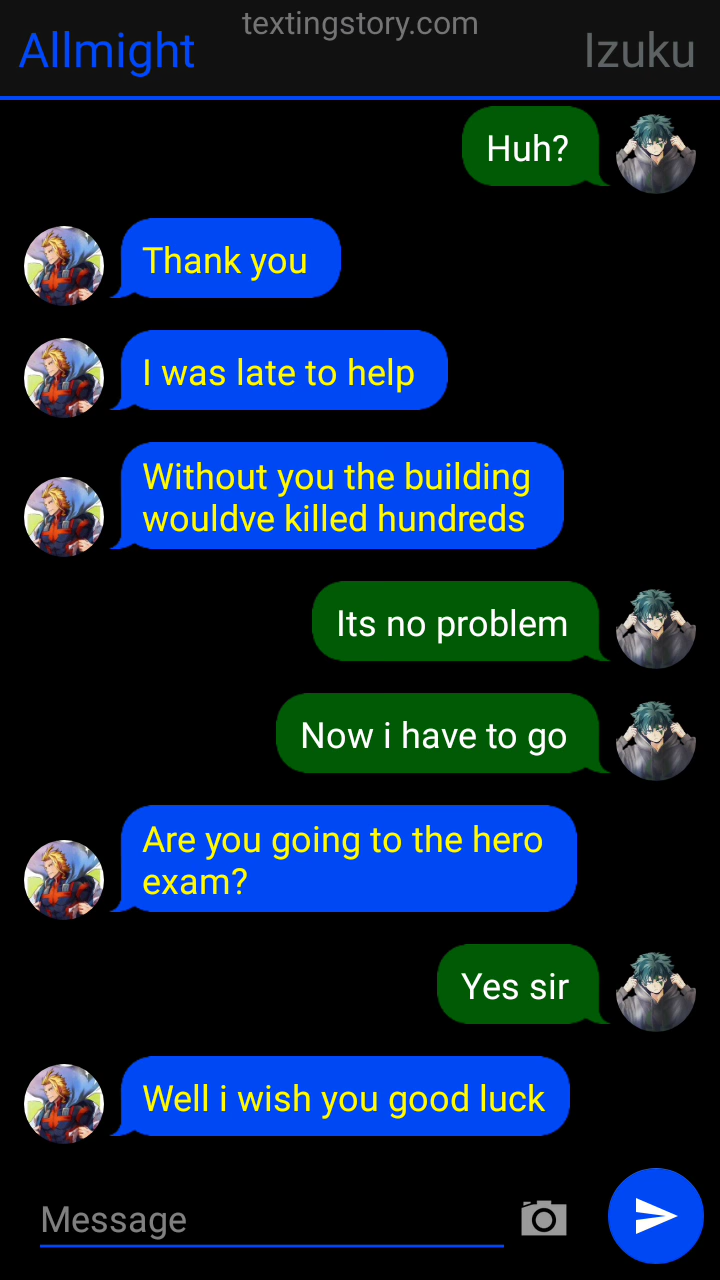 textingstory.com
Allmight
Izuku
Huh?
Thank you
I was late to help
Without you the building
wouldve killed hundreds
Its no problem
Now i have to go
Are you going to the hero
exam?
Yes sir
Well i wish you good luck
Message